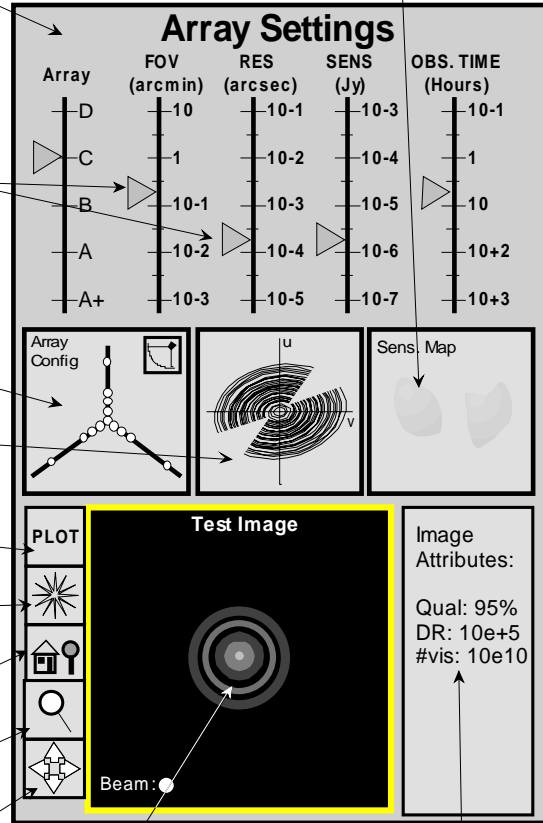 Array Settings
Array
FOV
(arcmin)
RES
(arcsec)
SENS
(Jy)
OBS. TIME
(Hours)
D 10 10-1 10-3 10-1
C 1 10-2 10-4 1
B 10-1 10-3 10-5 10
A 10-2 10-4 10-6 10+2
A+ 10-3 10-5 10-7 10+3
Array
Config
u
v
Sens. Map
PLOT
Test Image
Beam:
Image
Attributes:
Qual: 95%
DR: 10e+5
#vis: 10e10